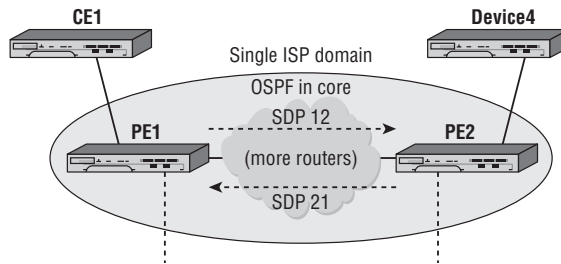 CE1
Device4
Single ISP domain
OSPF in core
SDP 12
PE1
PE2
(more routers)
SDP 21